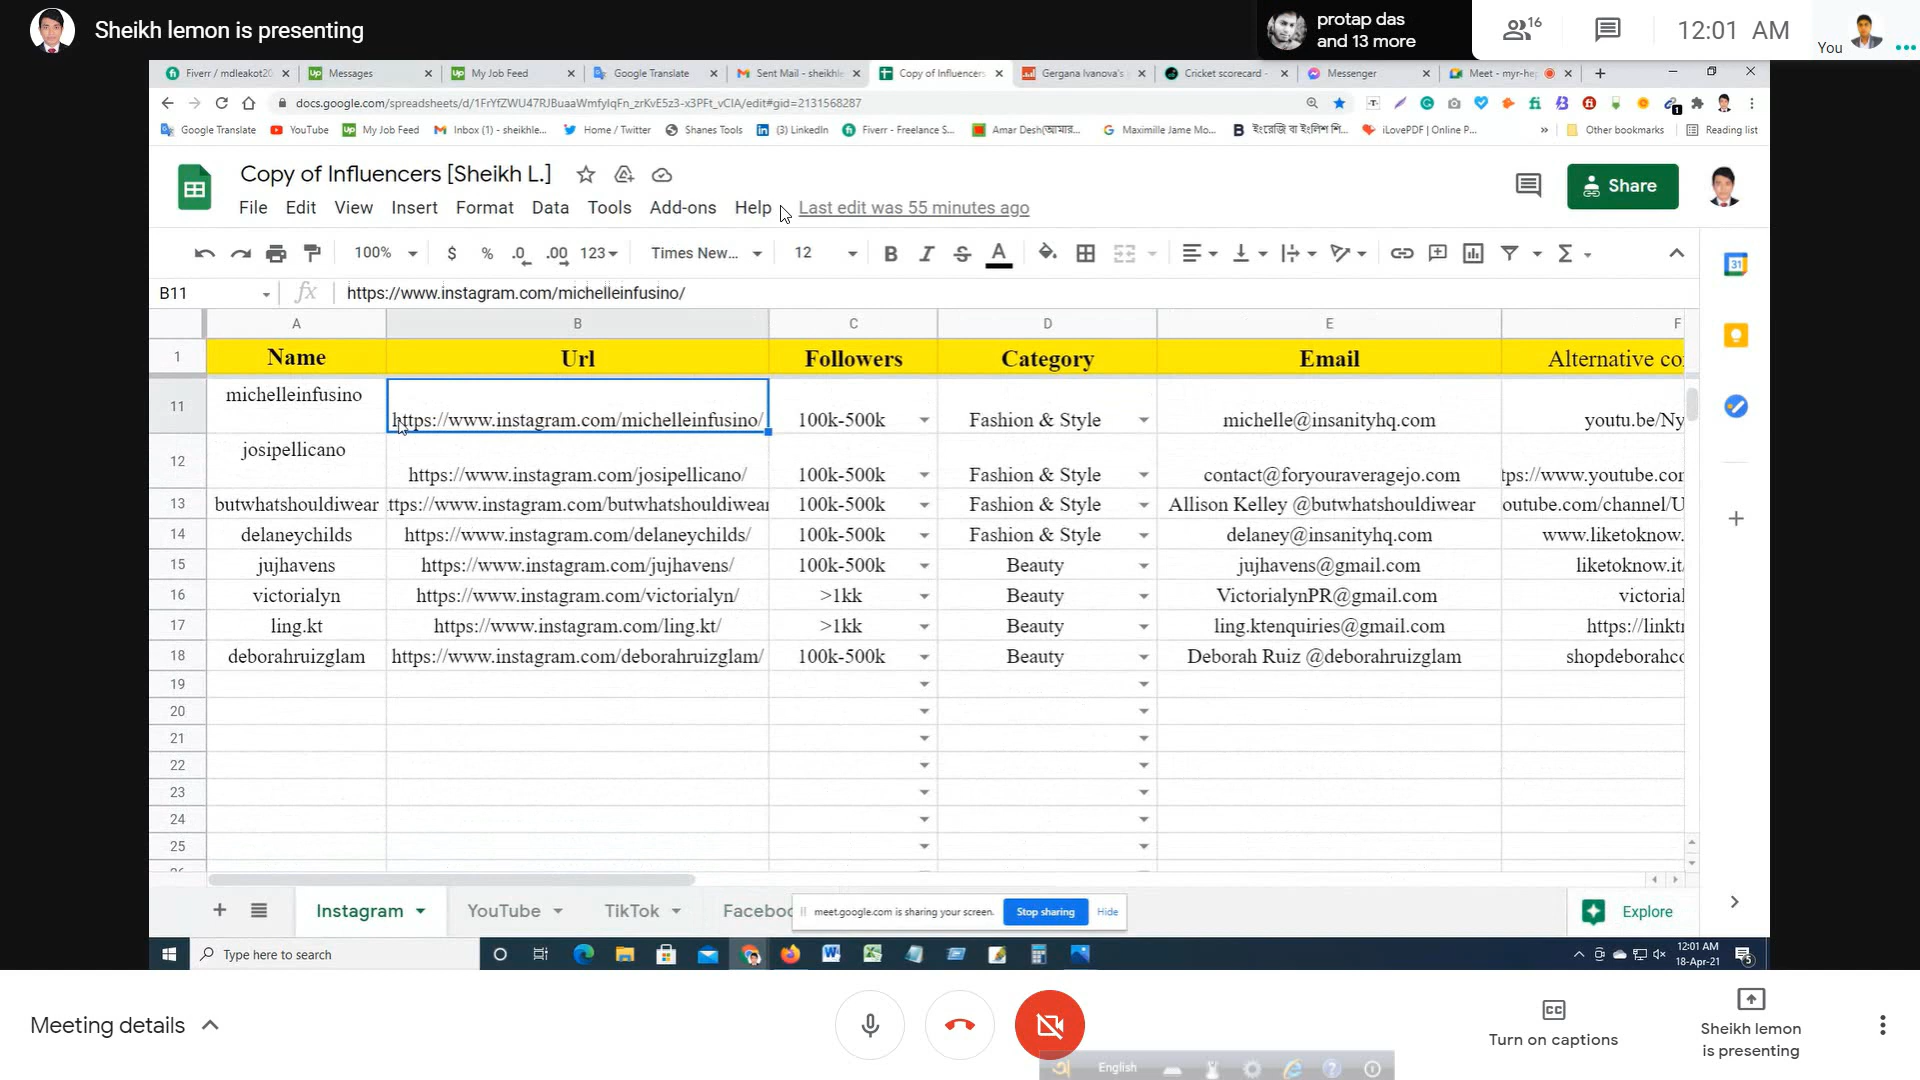 Sheikh lemon is presenting
protap das
and 13 more
16
12:01 AM
You
Fiverr / mdleakot20
Messages
My Job Feed
Google Translate
Sent Mail - sheikhle
Copy of Influencers
Gergana Ivanova's
Cricket scorecard -
Messenger
Meet - myr-hep
docs.google.com/spreadsheets/d/1FrYfZWU47RJBuaaWmfyIqFn_zrKvE5z3-x3PFt_vCIA/edit#gid=2131568287
Google Translate
YouTube
My Job Feed
Inbox (1) - sheikhle...
Home / Twitter
Shanes Tools
(3) LinkedIn
Fiverr - Freelance S...
Amar Desh(আমার...
Maximille Jame Mo...
ইংরেজি বা ইংলিশ শি...
iLovePDF | Online P...
»
Other bookmarks
Reading list
Copy of Influencers [Sheikh L.]
Share
File Edit View Insert Format Data Tools Add-ons Help Last edit was 55 minutes ago
100% $ % .0 .00 123 Times New... 12 B I S A
B11 fx https://www.instagram.com/michelleinfusino/
A B C D E F
1 Name Url Followers Category Email Alternative co
11 michelleinfusino https://www.instagram.com/michelleinfusino/ 100k-500k Fashion & Style michelle@insanityhq.com youtu.be/Ny
12 josipellicano https://www.instagram.com/josipellicano/ 100k-500k Fashion & Style contact@foryouraveragejo.com tps://www.youtube.cor
13 butwhatshouldiwear ttps://www.instagram.com/butwhatshouldiwear 100k-500k Fashion & Style Allison Kelley @butwhatshouldiwear outube.com/channel/U
14 delaneychilds https://www.instagram.com/delaneychilds/ 100k-500k Fashion & Style delaney@insanityhq.com www.liketoknow.
15 jujhavens https://www.instagram.com/jujhavens/ 100k-500k Beauty jujhavens@gmail.com liketoknow.it/
16 victorialyn https://www.instagram.com/victorialyn/ >1kk Beauty VictorialynPR@gmail.com victorial
17 ling.kt https://www.instagram.com/ling.kt/ >1kk Beauty ling.ktenquiries@gmail.com https://linktr
18 deborahruizglam https://www.instagram.com/deborahruizglam/ 100k-500k Beauty Deborah Ruiz @deborahruizglam shopdeborahco
19
20
21
22
23
24
25
Instagram YouTube TikTok Faceboo
meet.google.com is sharing your screen. Stop sharing Hide
Explore
Type here to search
12:01 AM
18-Apr-21
5
Meeting details
Turn on captions
Sheikh lemon
is presenting
English